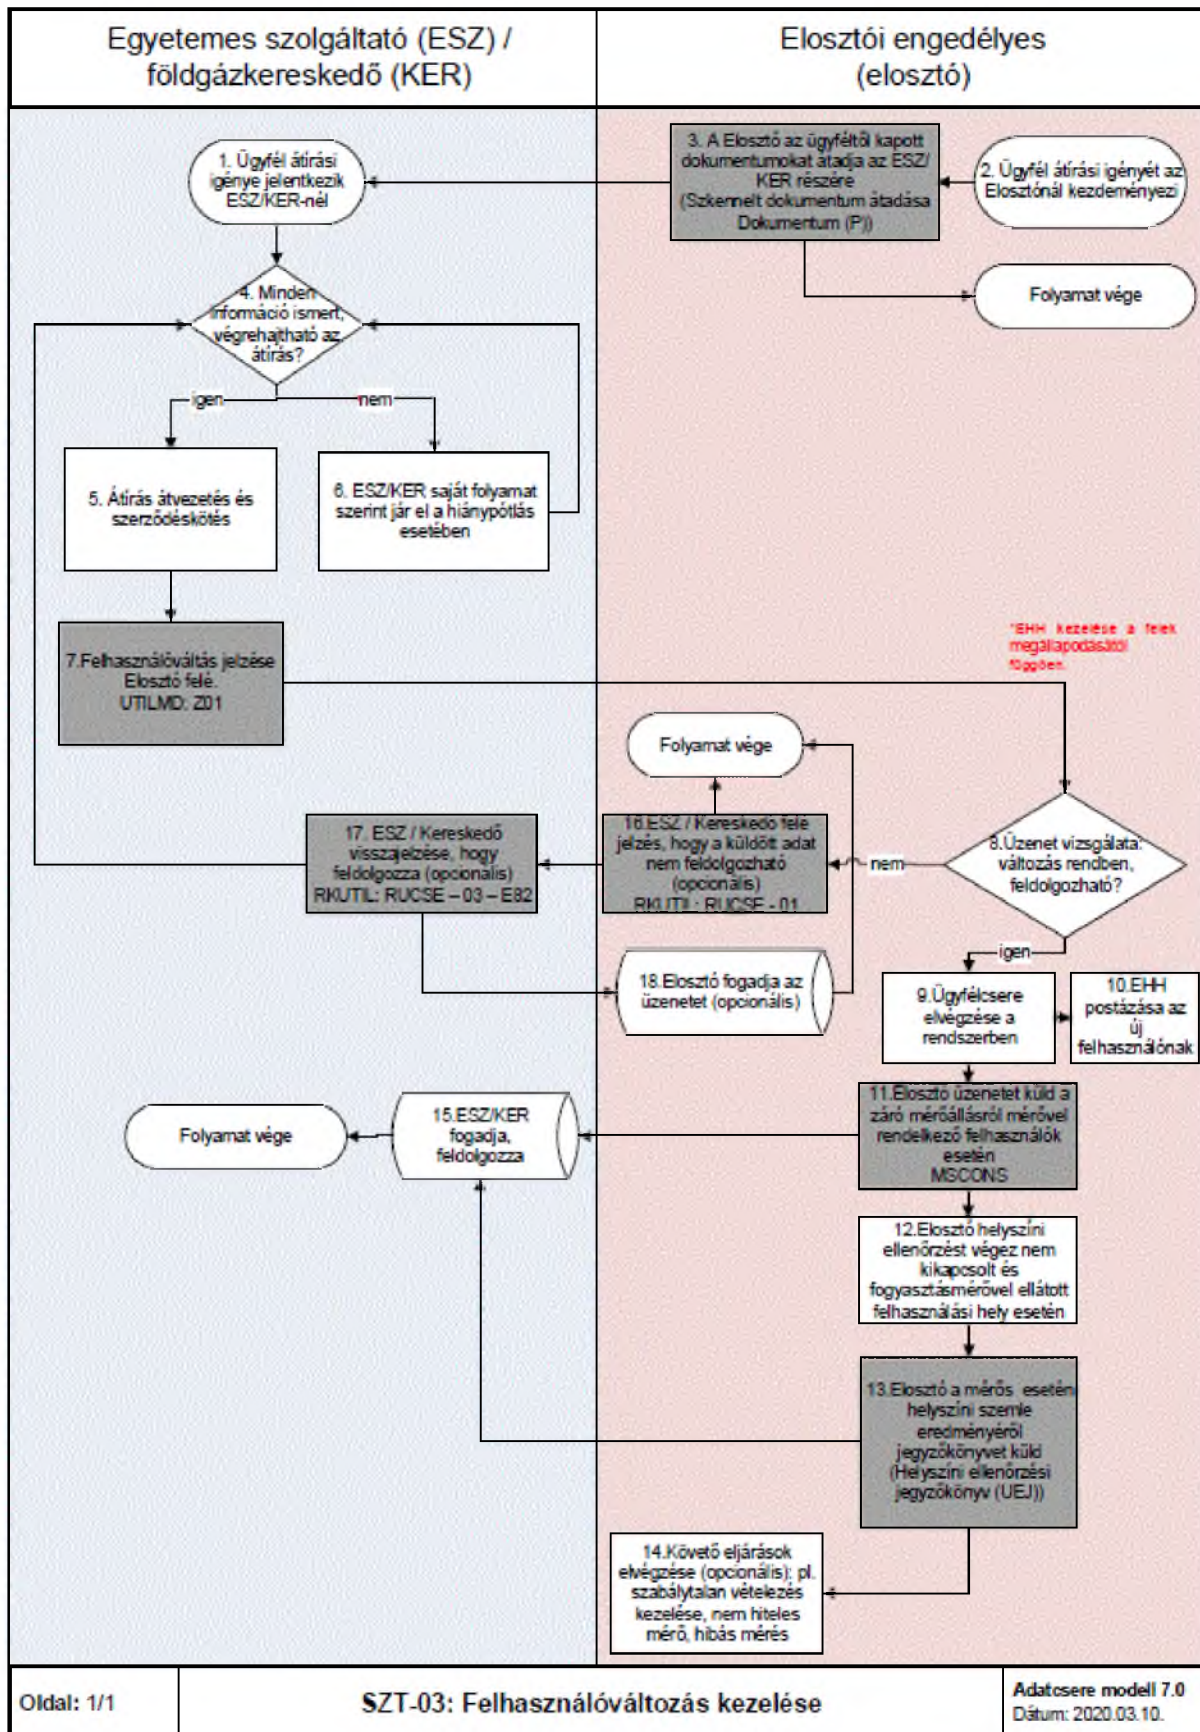 Egyetemes szolgáltató (ESZ) /
földgázkereskedő (KER)
Elosztói engedélyes
(elosztó)
1. Ügyfél átírási
igénye jelentkezik
ESZ/KER-nél
3. A Elosztó az ügyféltől kapott
dokumentumokat átadja az ESZ/
KER részére
(Szkennelt dokumentum átadása
Dokumentum (P))
2. Ügyfél átírási igényét az
Elosztónál kezdeményezi
Folyamat vége
4. Minden
információ ismert,
végrehajtható az
átírás?
igen
nem
5. Átírás átvezetés és
szerződéskötés
6. ESZ/KER saját folyamat
szerint jár el a hiánypótlás
esetében
7.Felhasználóváltás jelzése
Elosztó felé.
UTILMD: Z01
*EHH kezelése a felek
megállapodásától
függően.
Folyamat vége
8.Üzenet vizsgálata:
változás rendben,
feldolgozható?
nem
16.ESZ / Kereskedő felé
jelzés, hogy a küldött adat
nem feldolgozható
(opcionális)
RKUTIL: RUCSE - 01
17. ESZ / Kereskedő
visszajelzése, hogy
feldolgozza (opcionális)
RKUTIL: RUCSE – 03 – E82
igen
18.Elosztó fogadja az
üzenetet (opcionális)
9.Ügyfélcsere
elvégzése a
rendszerben
10.EHH
postázása az
új
felhasználónak
11.Elosztó üzenetet küld a
záró mérőállásról mérővel
rendelkező felhasználók
esetén
MSCONS
15.ESZ/KER
fogadja,
feldolgozza
Folyamat vége
12.Elosztó helyszíni
ellenőrzést végez nem
kikapcsolt és
fogyasztásmérővel ellátott
felhasználási hely esetén
13.Elosztó a mérős esetén
helyszíni szemle
eredményéről
jegyzőkönyvet küld
(Helyszíni ellenőrzési
jegyzőkönyv (UEJ))
14.Követő eljárások
elvégzése (opcionális): pl.
szabálytalan vételezés
kezelése, nem hiteles
mérő, hibás mérés
Oldal: 1/1
SZT-03: Felhasználóváltozás kezelése
Adatcsere modell 7.0
Dátum: 2020.03.10.